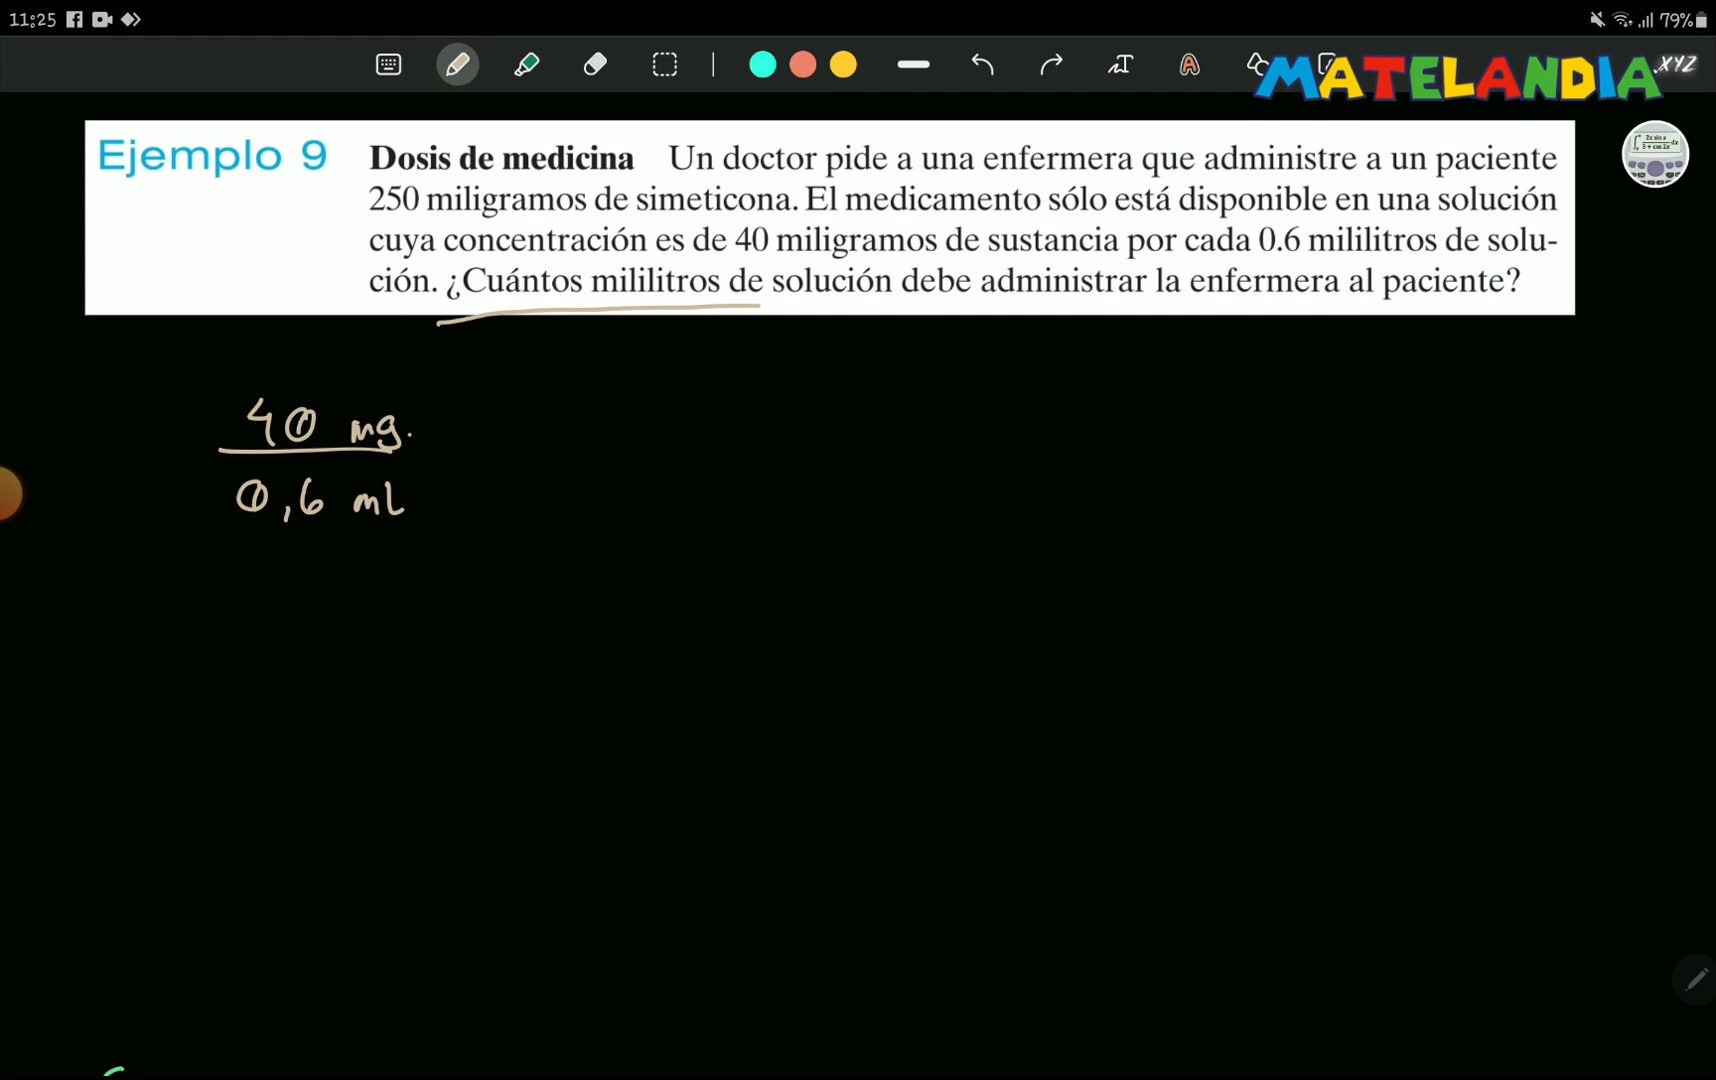 11:25
79%
MATELANDIA.XYZ
Ejemplo 9
Dosis de medicina Un doctor pide a una enfermera que administre a un paciente
250 miligramos de simeticona. El medicamento sólo está disponible en una solución
cuya concentración es de 40 miligramos de sustancia por cada 0.6 mililitros de solu-
ción. ¿Cuántos mililitros de solución debe administrar la enfermera al paciente?
40 mg.
0,6 mL